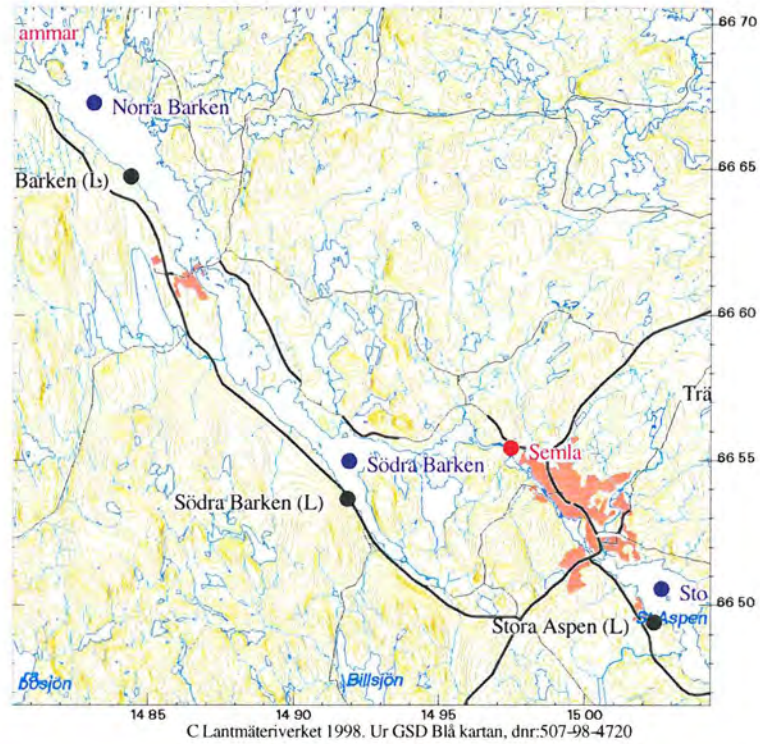 66 70
ammar
Norra Barken
66 65
Barken (L)
66 60
Trä
Semla
Södra Barken
66 55
Södra Barken (L)
Sto
66 50
St Aspen
Stora Aspen (L)
bosjön
Billsjön
14 85
14 90
14 95
15 00
C Lantmäteriverket 1998. Ur GSD Blå kartan, dnr:507-98-4720